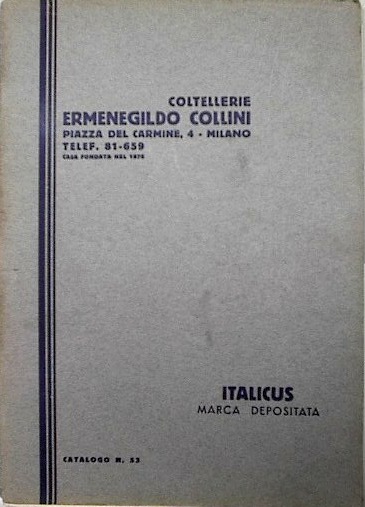 COLTELLERIE
ERMENEGILDO COLLINI
PIAZZA DEL CARMINE, 4 - MILANO
TELEF. 81-659
CASA FONDATA NEL 1876
ITALICUS
MARCA DEPOSITATA
CATALOGO N. 53